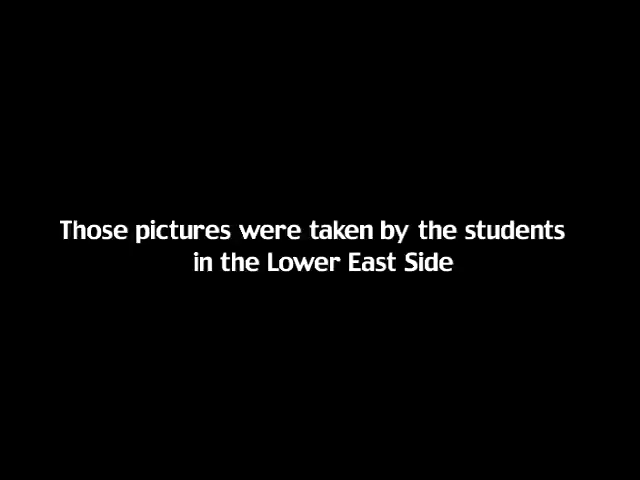 Those pictures were taken by the students
in the Lower East Side